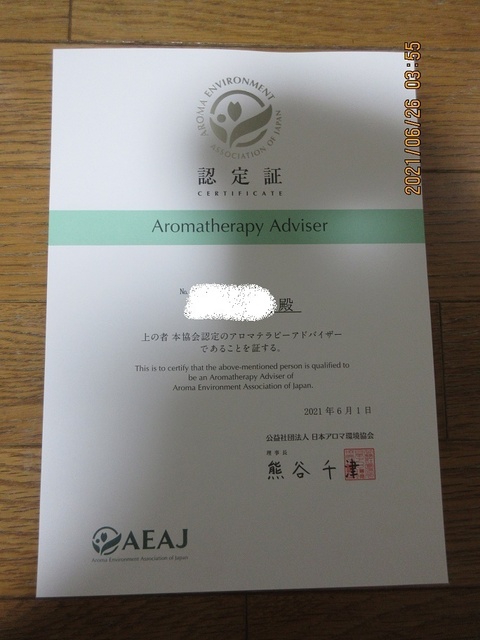 2021/06/26 03:55
AROMA ENVIRONMENT
ASSOCIATION OF JAPAN
認定証
CERTIFICATE
Aromatherapy Adviser
No.
殿
上の者 本協会認定のアロマテラピーアドバイザー
であることを証する。
This is to certify that the above-mentioned person is qualified to
be an Aromatherapy Adviser of
Aroma Environment Association of Japan.
2021年6月1日
公益社団法人 日本アロマ環境協会
理事長
熊谷千津
AEAJ
Aroma Environment Association of Japan